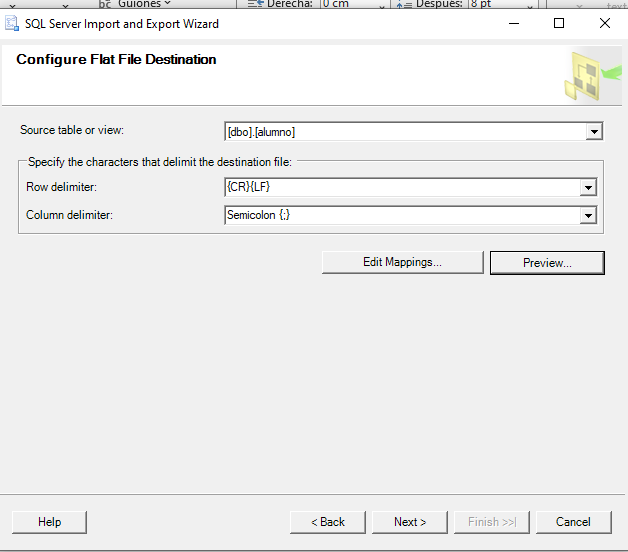 Guiones
Derecha: 0 cm
Despues: 8 pt
SQL Server Import and Export Wizard
Configure Flat File Destination
Source table or view: [dbo].[alumno]
Specify the characters that delimit the destination file:
Row delimiter: {CR}{LF}
Column delimiter: Semicolon {;}
Edit Mappings... Preview...
Help < Back Next > Finish >>| Cancel